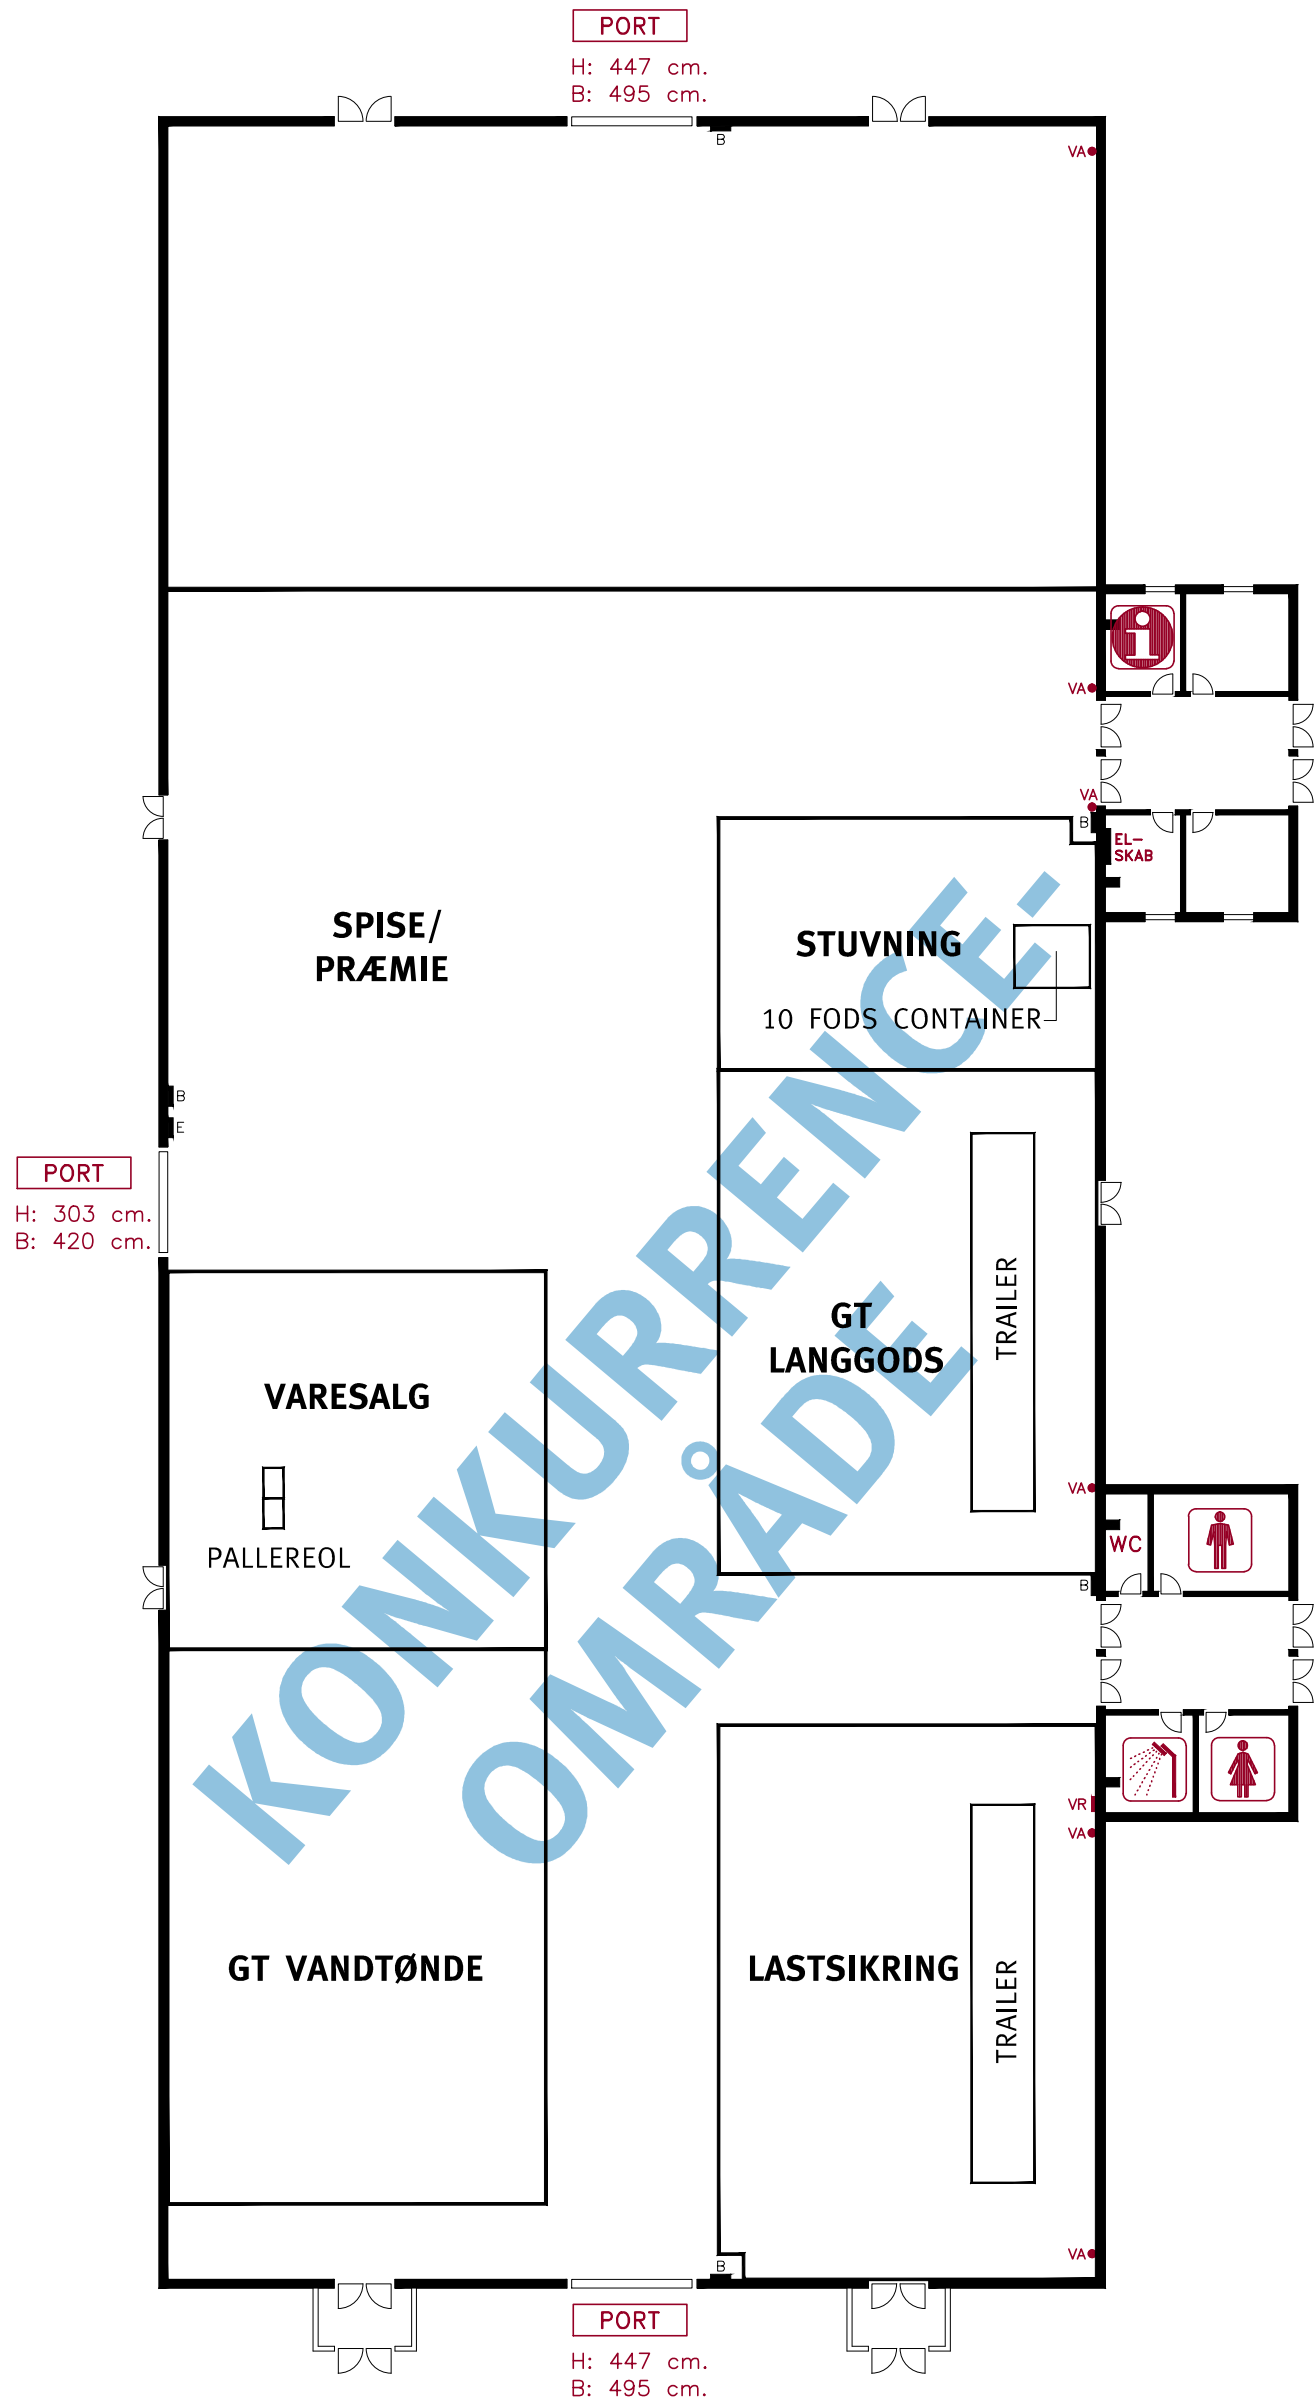 PORT
H: 447 cm.
B: 495 cm.
B
VA
VA
VA
B
EL-
SKAB
SPISE/
PRÆMIE
STUVNING
10 FODS CONTAINER
B
E
PORT
H: 303 cm.
B: 420 cm.
TRAILER
GT
LANGGODS
VARESALG
PALLEREOL
VA
WC
B
KONKURRENCE-
OMRÅDE
VR
VA
GT VANDTØNDE
LASTSIKRING
TRAILER
VA
B
PORT
H: 447 cm.
B: 495 cm.